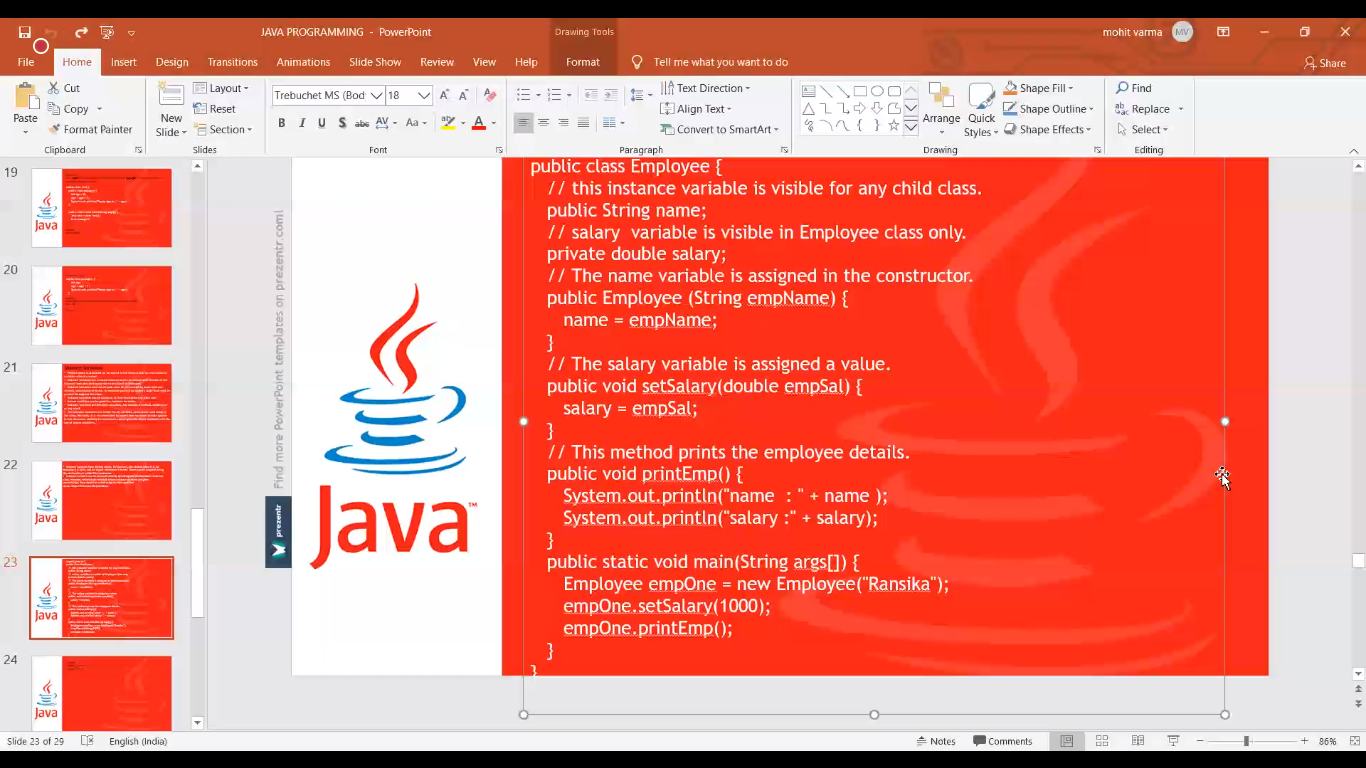 JAVA PROGRAMMING - PowerPoint
Drawing Tools
mohit varma
MV
File
Home
Insert
Design
Transitions
Animations
Slide Show
Review
View
Help
Format
Tell me what you want to do
Share
Paste
Cut
Copy
Format Painter
Clipboard
New Slide
Layout
Reset
Section
Slides
Trebuchet MS (Bod
18
B I U S abc AV Aa A
Font
Text Direction
Align Text
Convert to SmartArt
Paragraph
Arrange
Quick Styles
Shape Fill
Shape Outline
Shape Effects
Drawing
Find
Replace
Select
Editing
19
Java
20
Java
21
Java
22
Java
23
Java
24
Java
Find more PowerPoint templates on prezentr.com!
prezentr
Java™
public class Employee {
// this instance variable is visible for any child class.
public String name;
// salary  variable is visible in Employee class only.
private double salary;
// The name variable is assigned in the constructor.
public Employee (String empName) {
name = empName;
}
// The salary variable is assigned a value.
public void setSalary(double empSal) {
salary = empSal;
}
// This method prints the employee details.
public void printEmp() {
System.out.println("name  : " + name );
System.out.println("salary :" + salary);
}
public static void main(String args[]) {
Employee empOne = new Employee("Ransika");
empOne.setSalary(1000);
empOne.printEmp();
}
}
Slide 23 of 29
English (India)
Notes
Comments
86%